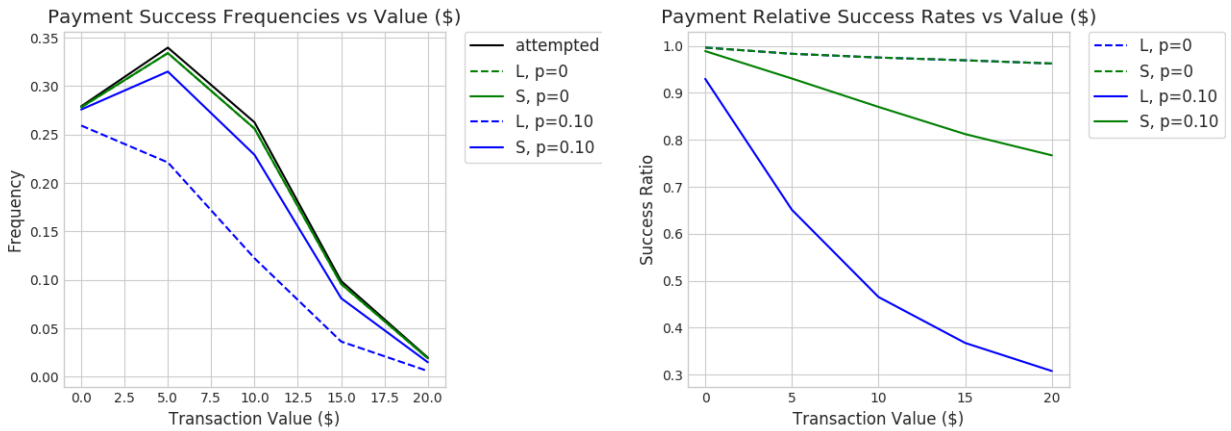 Payment Success Frequencies vs Value ($)
0.35
0.30
0.25
0.20
0.15
0.10
0.05
0.00
Frequency
0.0 2.5 5.0 7.5 10.0 12.5 15.0 17.5 20.0
Transaction Value ($)
attempted
L, p=0
S, p=0
L, p=0.10
S, p=0.10
Payment Relative Success Rates vs Value ($)
1.0
0.9
0.8
0.7
0.6
0.5
0.4
0.3
Success Ratio
0 5 10 15 20
Transaction Value ($)
L, p=0
S, p=0
L, p=0.10
S, p=0.10